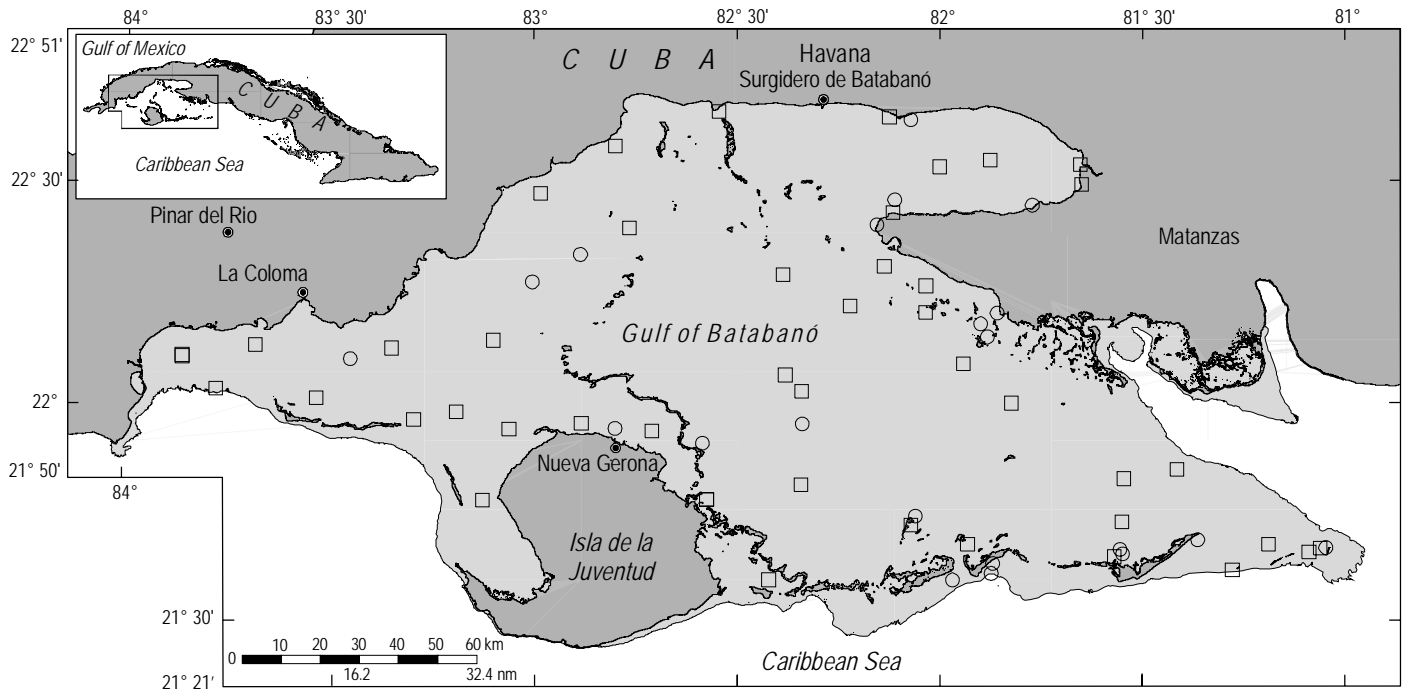 84°
83° 30'
83°
82° 30'
82°
81° 30'
81°
22° 51'
Gulf of Mexico
CUBA
Caribbean Sea
CUBA
Havana
Surgidero de Batabanó
22° 30'
Pinar del Rio
La Coloma
Matanzas
Gulf of Batabanó
22°
21° 50'
84°
Nueva Gerona
Isla de la
Juventud
21° 30'
10 20 30 40 50 60 km
0
16.2 32.4 nm
21° 21'
Caribbean Sea